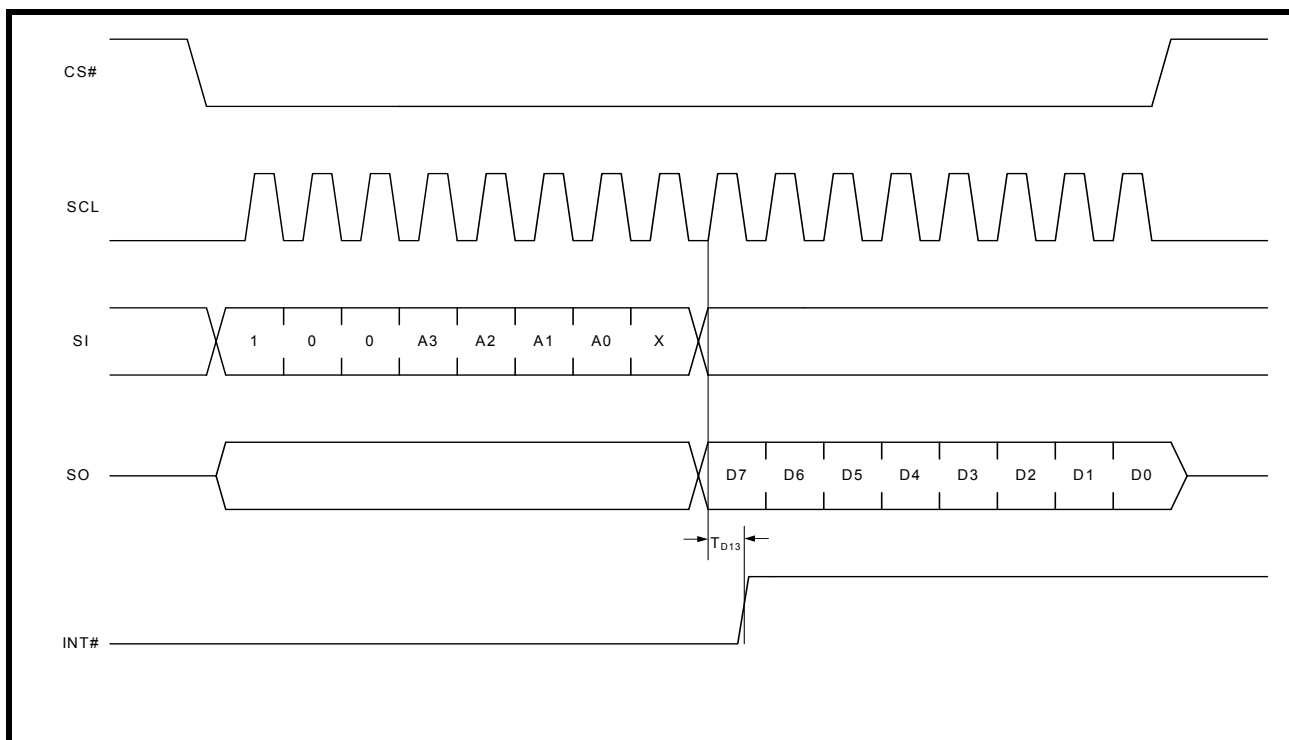 CS#
SCL
SI 1 0 0 A3 A2 A1 A0 X
SO D7 D6 D5 D4 D3 D2 D1 D0
TD13
INT#